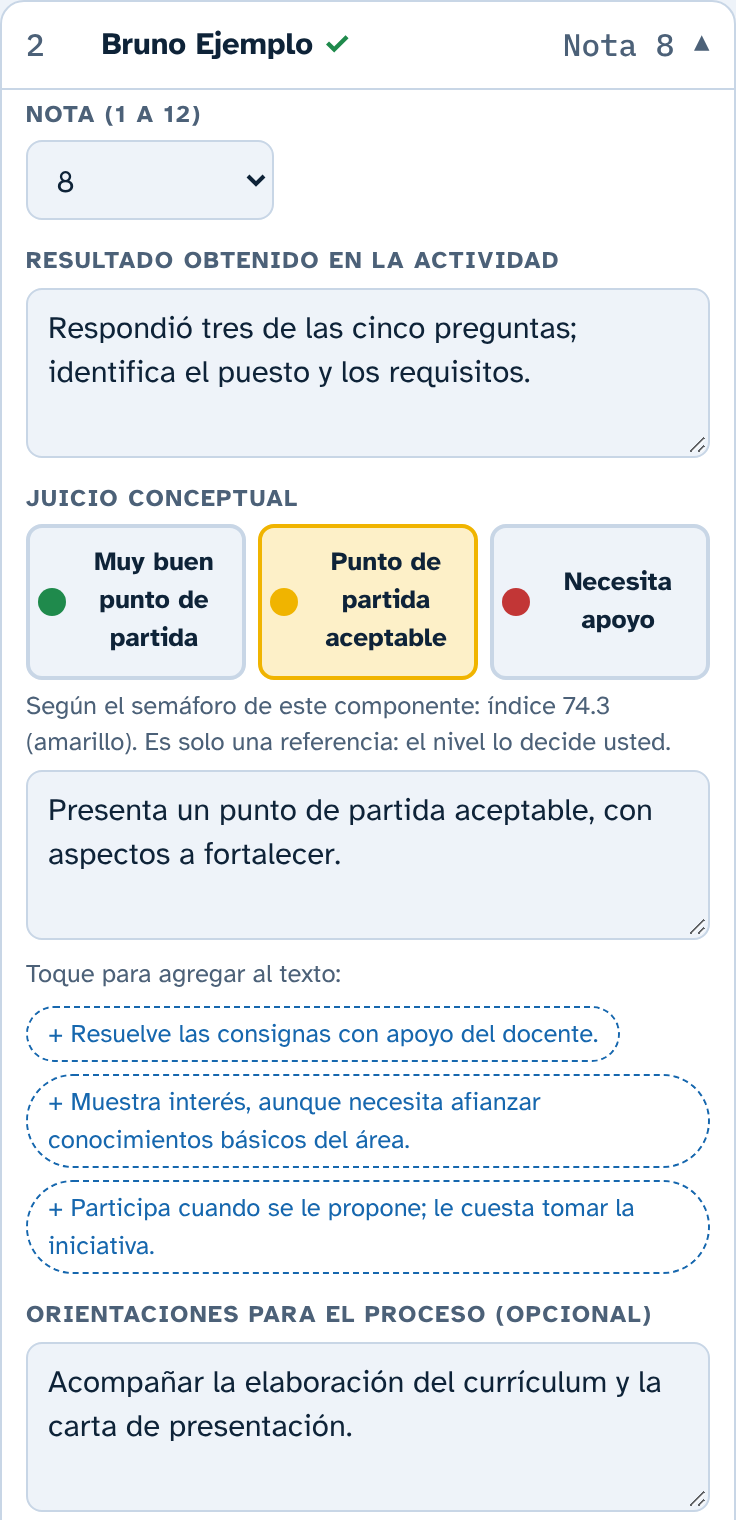 2 Bruno Ejemplo ✓ Nota 8 ▲
NOTA (1 A 12)
8
RESULTADO OBTENIDO EN LA ACTIVIDAD
Respondió tres de las cinco preguntas;
identifica el puesto y los requisitos.
JUICIO CONCEPTUAL
Muy buen
punto de
partida
Punto de
partida
aceptable
Necesita
apoyo
Según el semáforo de este componente: índice 74.3
(amarillo). Es solo una referencia: el nivel lo decide usted.
Presenta un punto de partida aceptable, con
aspectos a fortalecer.
Toque para agregar al texto:
+ Resuelve las consignas con apoyo del docente.
+ Muestra interés, aunque necesita afianzar
conocimientos básicos del área.
+ Participa cuando se le propone; le cuesta tomar la
iniciativa.
ORIENTACIONES PARA EL PROCESO (OPCIONAL)
Acompañar la elaboración del currículum y la
carta de presentación.